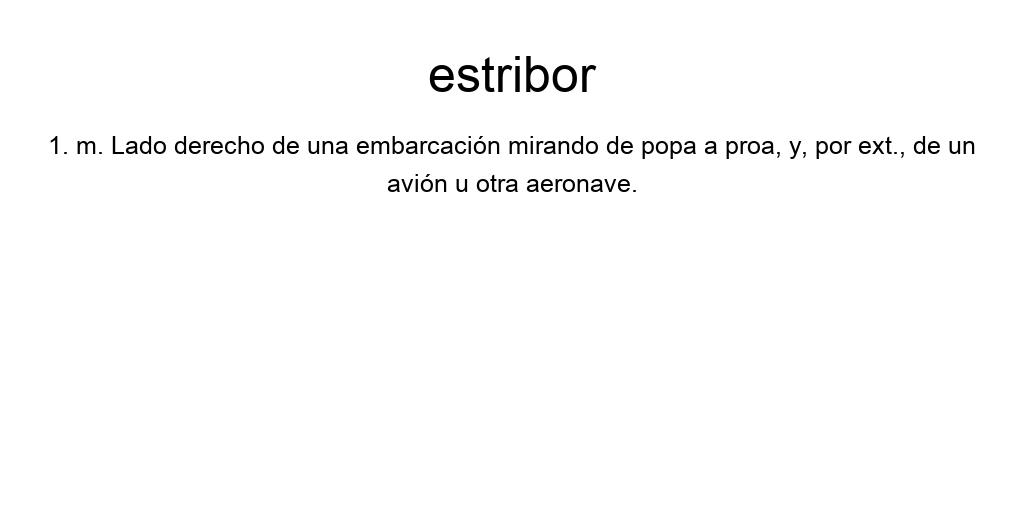 estribor
1. m. Lado derecho de una embarcación mirando de popa a proa, y, por ext., de un
avión u otra aeronave.